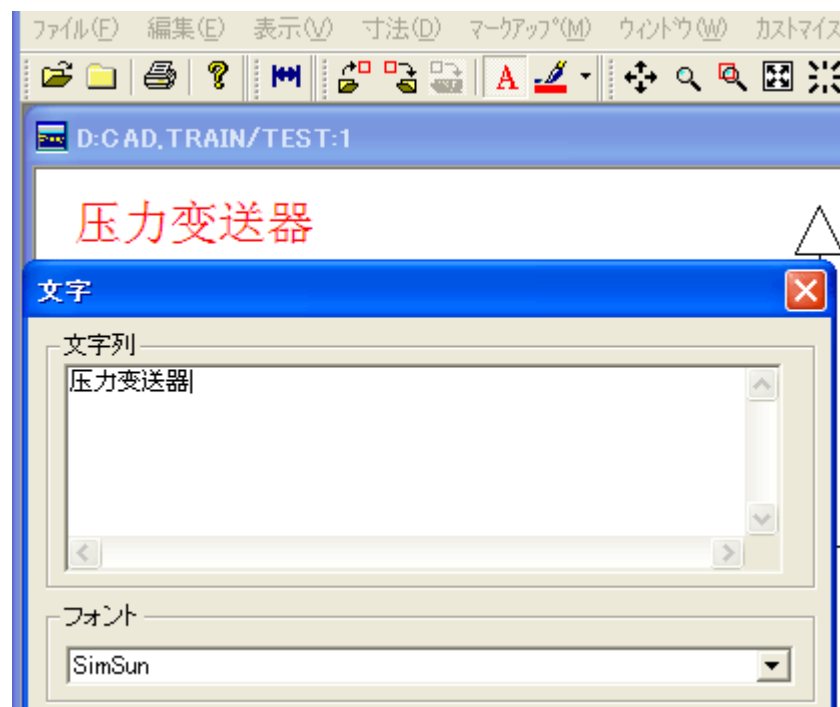 ファイル(F) 編集(E) 表示(V) 寸法(D) マークアップ(M) ウィンドウ(W) カスタマイズ
A
D:CAD,TRAIN/TEST:1
压力变送器
文字
文字列
压力变送器
フォント
SimSun